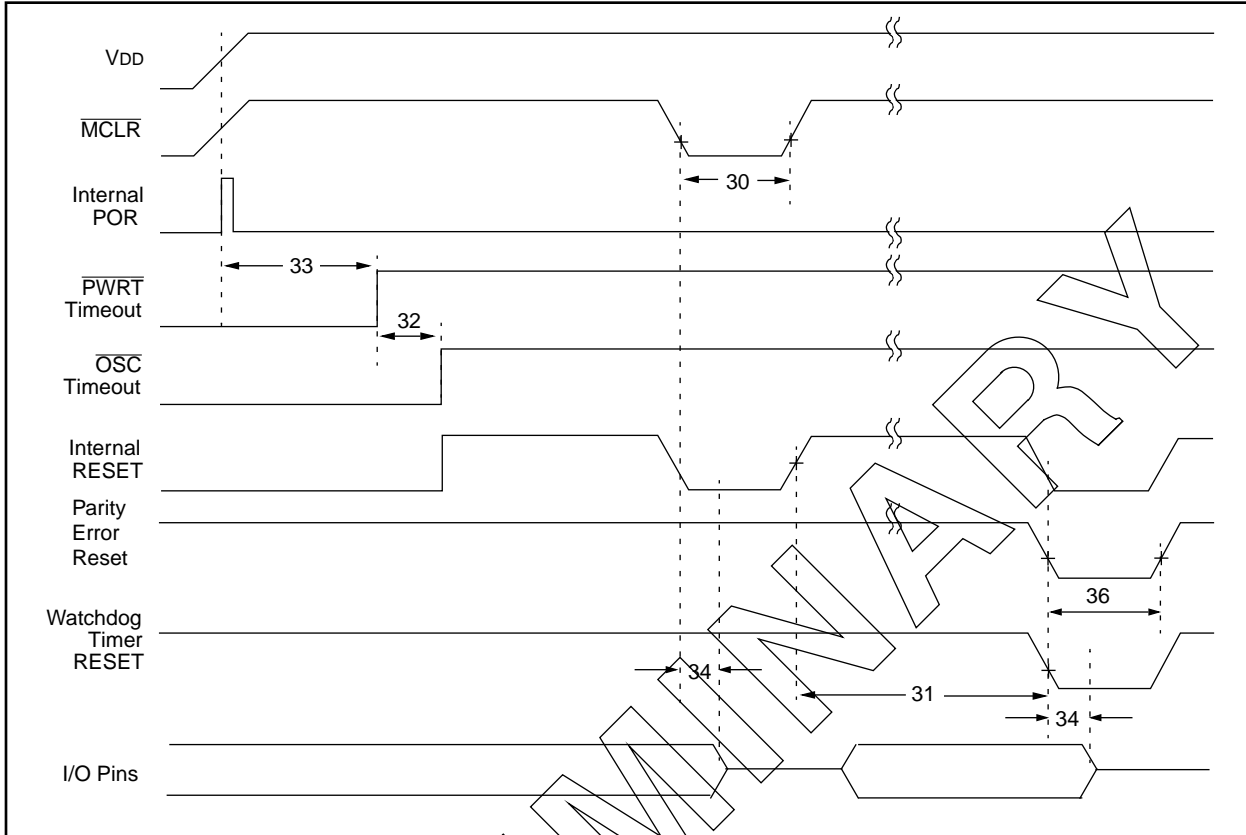 VDD
MCLR
Internal
POR
PWRT
Timeout
OSC
Timeout
Internal
RESET
Parity
Error
Reset
Watchdog
Timer
RESET
I/O Pins
30
33
32
36
34
31
34
MINARY